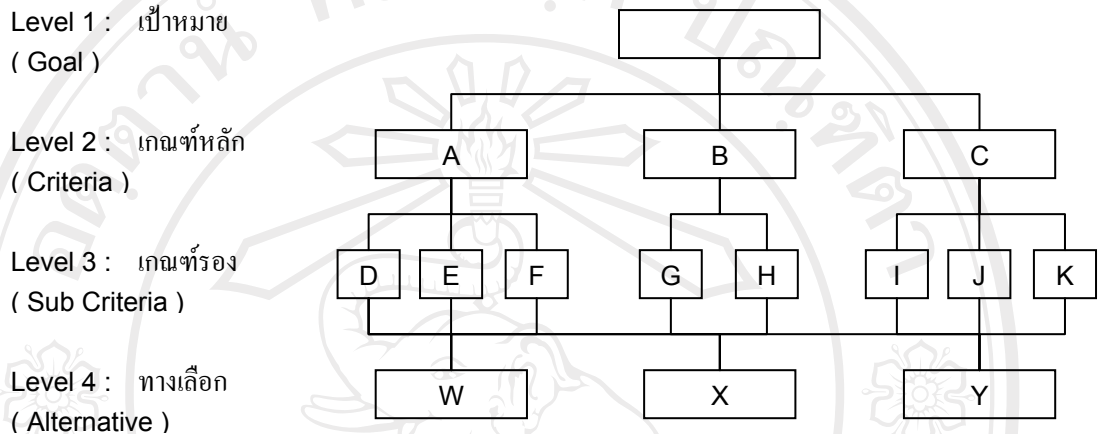 Level 1 : เป้าหมาย
( Goal )
Level 2 : เกณฑ์หลัก
( Criteria )
A B C
Level 3 : เกณฑ์รอง
( Sub Criteria )
D E F G H I J K
Level 4 : ทางเลือก
( Alternative )
W X Y